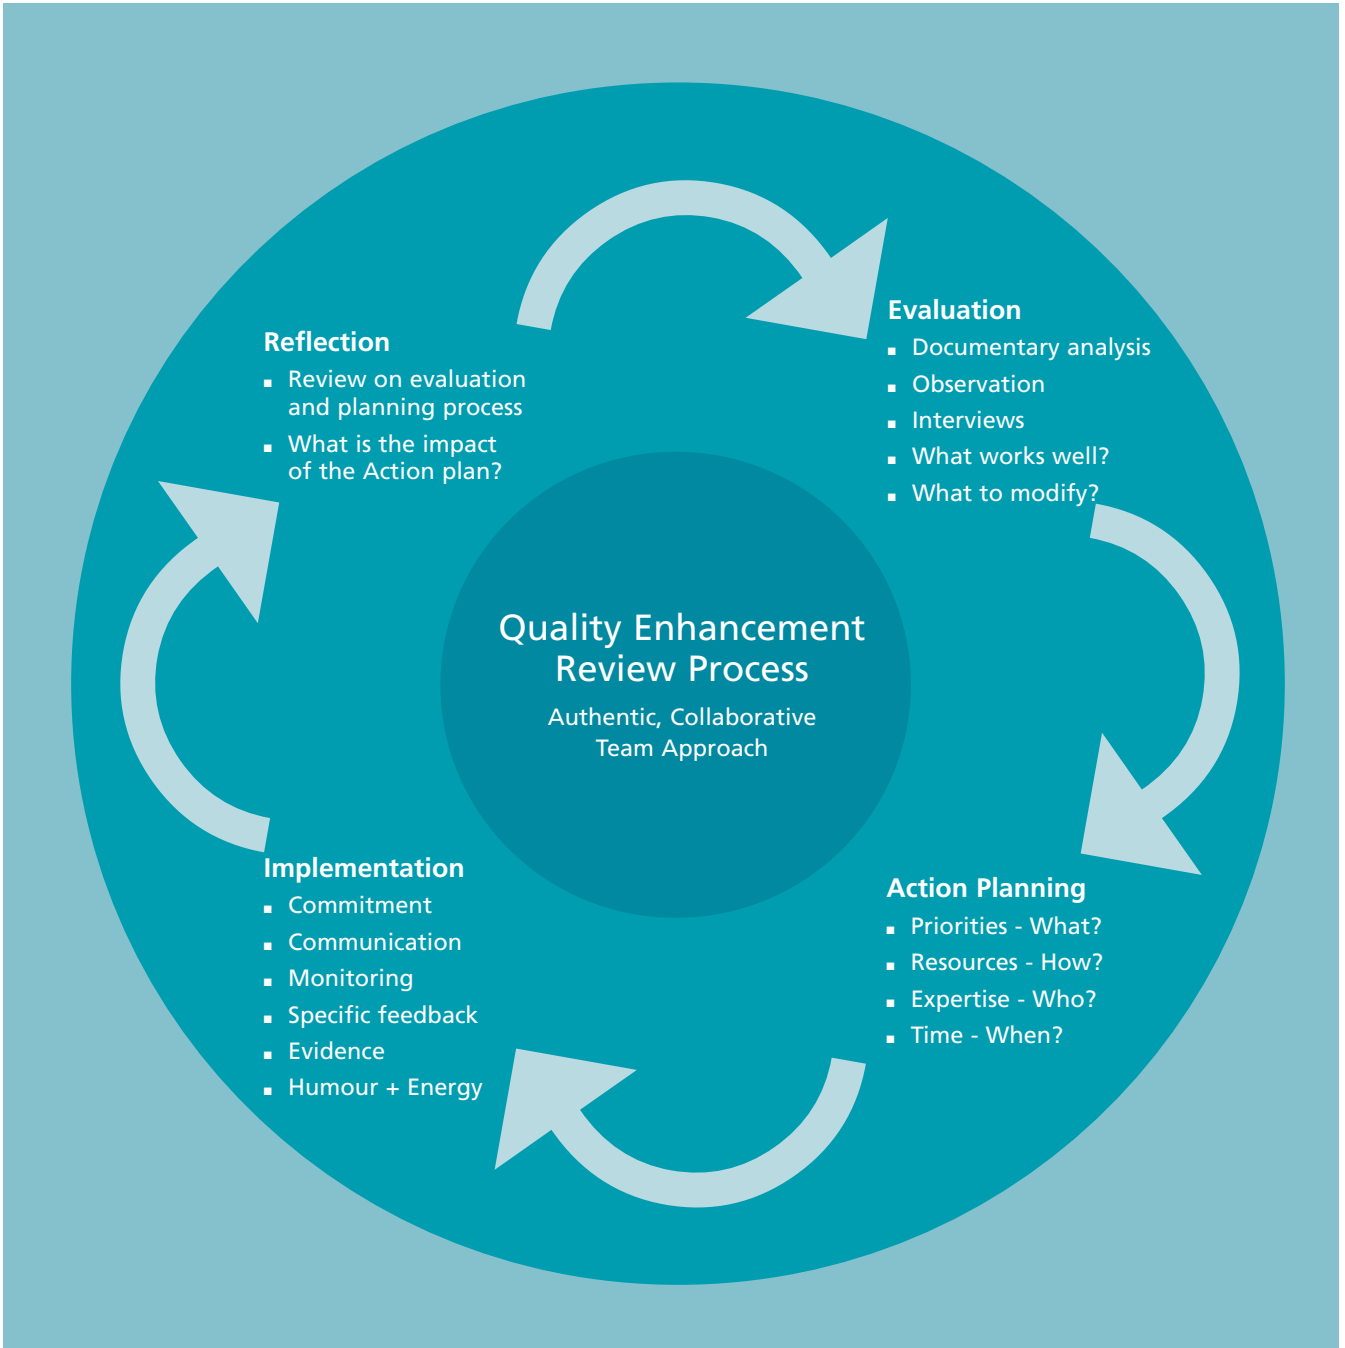 Reflection
▪ Review on evaluation
and planning process
▪ What is the impact
of the Action plan?
Evaluation
▪ Documentary analysis
▪ Observation
▪ Interviews
▪ What works well?
▪ What to modify?
Quality Enhancement
Review Process
Authentic, Collaborative
Team Approach
Implementation
▪ Commitment
▪ Communication
▪ Monitoring
▪ Specific feedback
▪ Evidence
▪ Humour + Energy
Action Planning
▪ Priorities - What?
▪ Resources - How?
▪ Expertise - Who?
▪ Time - When?